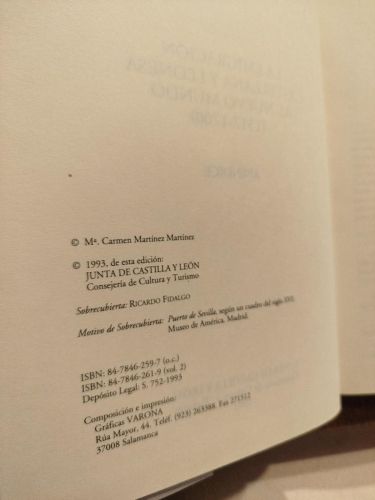 © Mª. Carmen Martínez Martínez
© 1993, de esta edición:
JUNTA DE CASTILLA Y LEÓN
Consejería de Cultura y Turismo
Sobrecubierta: RICARDO FIDALGO
Motivo de Sobrecubierta: Puerto de Sevilla, según un cuadro del siglo XVI.
Museo de América. Madrid.
ISBN: 84-7846-259-7 (o.c.)
ISBN: 84-7846-261-9 (vol. 2)
Depósito Legal: S. 752-1993
Composición e impresión:
Gráficas VARONA
Rúa Mayor, 44. Teléf. (923) 263388. Fax 271512
37008 Salamanca